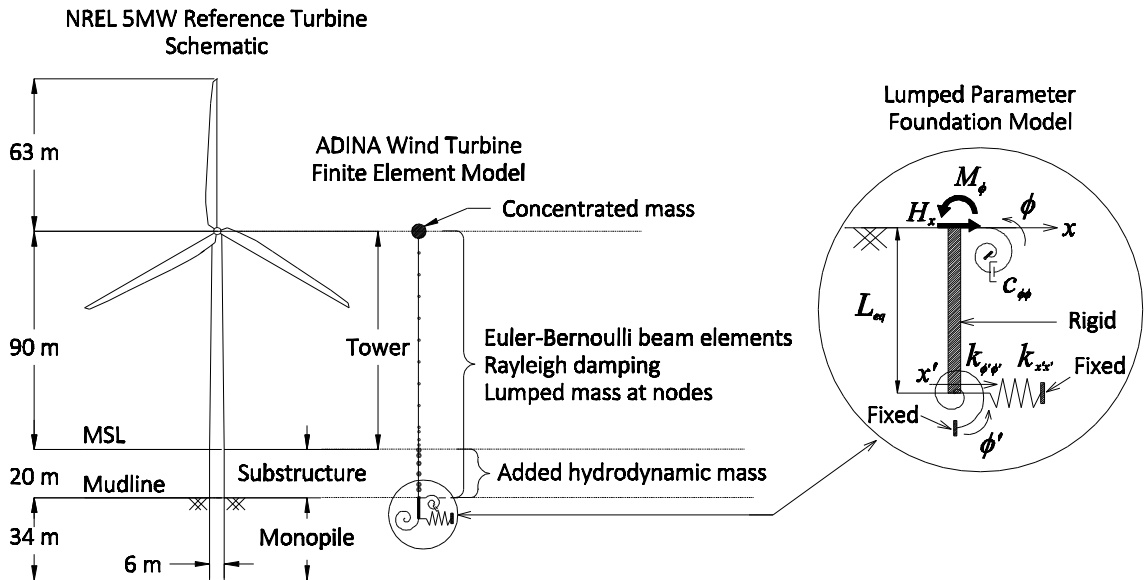 NREL 5MW Reference Turbine
Schematic
63 m
90 m
20 m
34 m
6 m
MSL
Mudline
Tower
Substructure
Monopile
ADINA Wind Turbine
Finite Element Model
Concentrated mass
Euler-Bernoulli beam elements
Rayleigh damping
Lumped mass at nodes
Added hydrodynamic mass
Lumped Parameter
Foundation Model
M_ϕ
H_x
ϕ
x
c_ϕϕ
L_eq
Rigid
x'
k_ϕ'ϕ'
k_x'x'
Fixed
Fixed
ϕ'